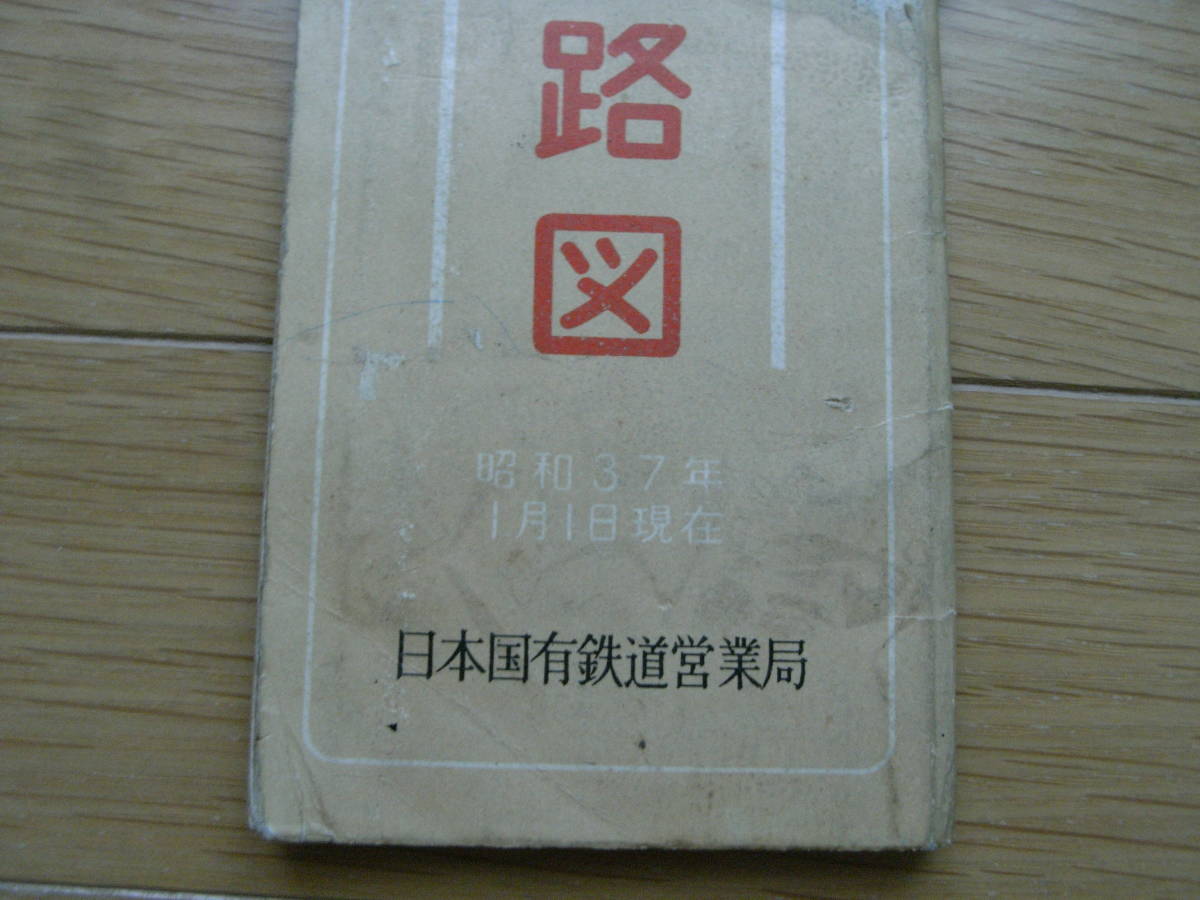 路図
昭和37年
1月1日現在
日本国有鉄道営業局